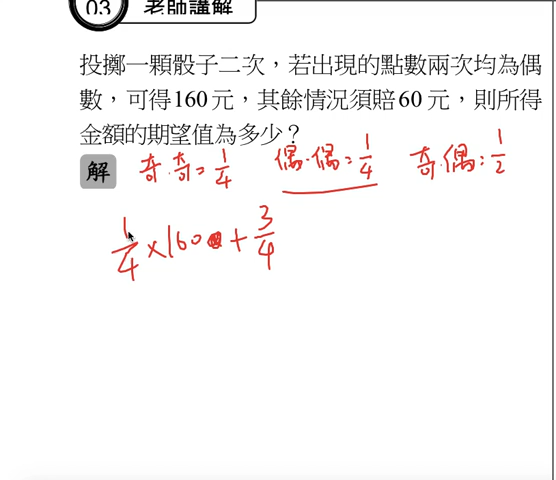 03 老師講解
投擲一顆骰子二次，若出現的點數兩次均為偶
數，可得160元，其餘情況須賠60元，則所得
金額的期望值為多少？
解 奇.奇=1/4 偶.偶=1/4 奇.偶:1/2
1/4×160+3/4